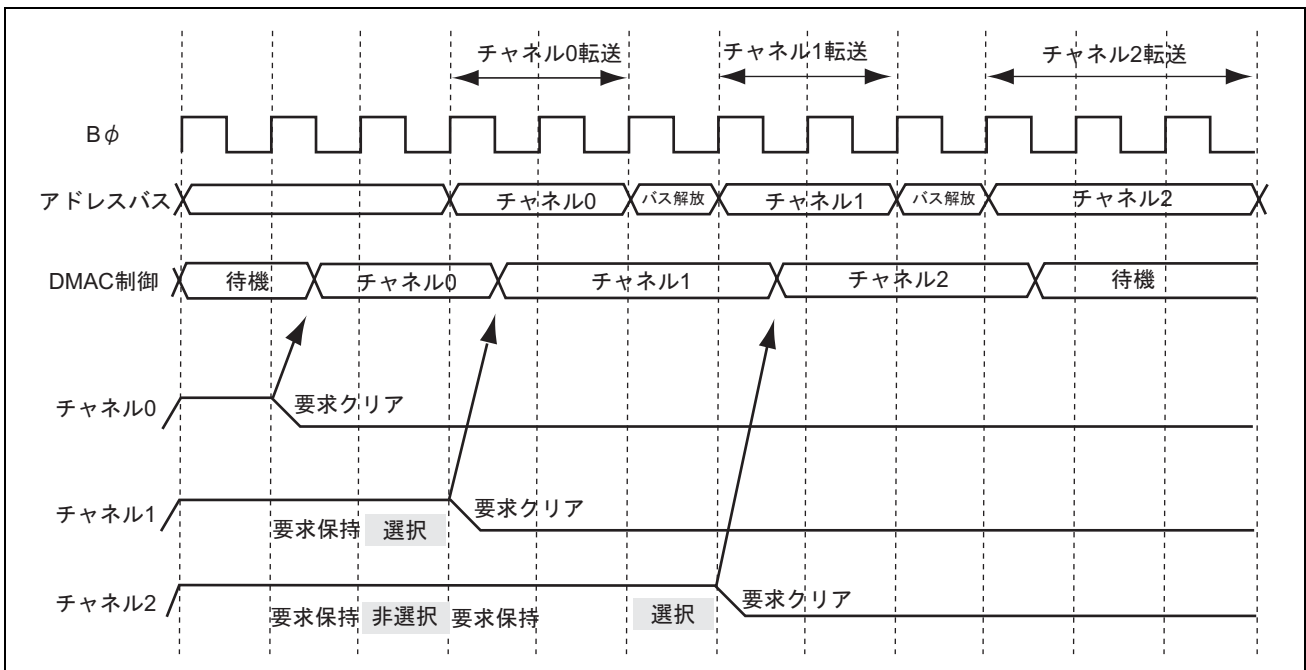 チャネル0転送 チャネル1転送 チャネル2転送
Bφ
アドレスバス チャネル0 バス解放 チャネル1 バス解放 チャネル2
DMAC制御 待機 チャネル0 チャネル1 チャネル2 待機
チャネル0 要求クリア
チャネル1 要求保持 選択 要求クリア
チャネル2 要求保持 非選択 要求保持 選択 要求クリア